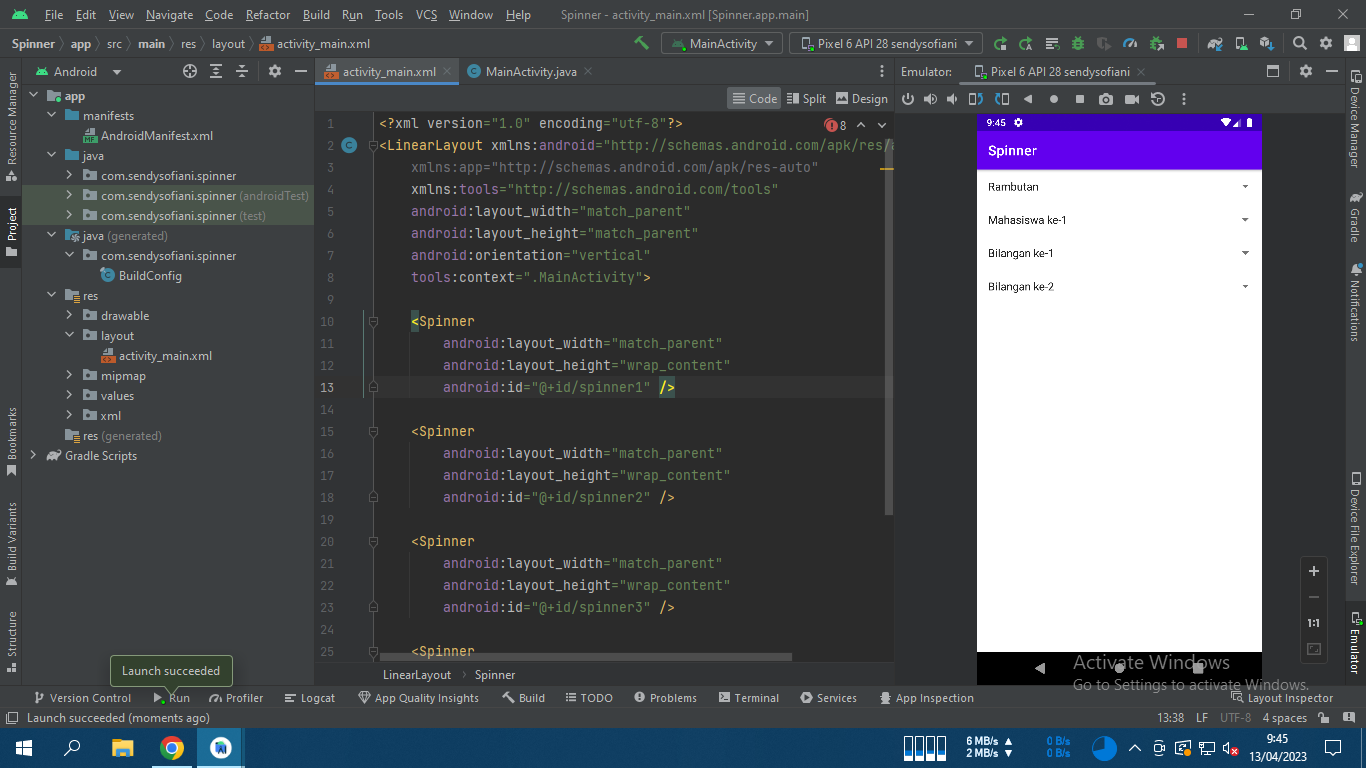 File Edit View Navigate Code Refactor Build Run Tools VCS Window Help Spinner - activity_main.xml [Spinner.app.main]
Spinner app src main res layout activity_main.xml MainActivity Pixel 6 API 28 sendysofiani
Resource Manager
Project
Bookmarks
Build Variants
Structure
Android
app
manifests
AndroidManifest.xml
java
com.sendysofiani.spinner
com.sendysofiani.spinner (androidTest)
com.sendysofiani.spinner (test)
java (generated)
com.sendysofiani.spinner
BuildConfig
res
drawable
layout
activity_main.xml
mipmap
values
xml
res (generated)
Gradle Scripts
activity_main.xml MainActivity.java
Code Split Design
8
1 <?xml version="1.0" encoding="utf-8"?>
2 <LinearLayout xmlns:android="http://schemas.android.com/apk/res/a
3 xmlns:app="http://schemas.android.com/apk/res-auto"
4 xmlns:tools="http://schemas.android.com/tools"
5 android:layout_width="match_parent"
6 android:layout_height="match_parent"
7 android:orientation="vertical"
8 tools:context=".MainActivity">
9
10 <Spinner
11 android:layout_width="match_parent"
12 android:layout_height="wrap_content"
13 android:id="@+id/spinner1" />
14
15 <Spinner
16 android:layout_width="match_parent"
17 android:layout_height="wrap_content"
18 android:id="@+id/spinner2" />
19
20 <Spinner
21 android:layout_width="match_parent"
22 android:layout_height="wrap_content"
23 android:id="@+id/spinner3" />
24
25 <Spinner
LinearLayout Spinner
Emulator: Pixel 6 API 28 sendysofiani
9:45
Spinner
Rambutan
Mahasiswa ke-1
Bilangan ke-1
Bilangan ke-2
1:1
Activate Windows
Go to Settings to activate Windows.
Device Manager
Gradle
Notifications
Device File Explorer
Emulator
Launch succeeded
Version Control Run Profiler Logcat App Quality Insights Build TODO Problems Terminal Services App Inspection Layout Inspector
Launch succeeded (moments ago) 13:38 LF UTF-8 4 spaces
6 MB/s 0 B/s 9:45
2 MB/s 0 B/s 13/04/2023